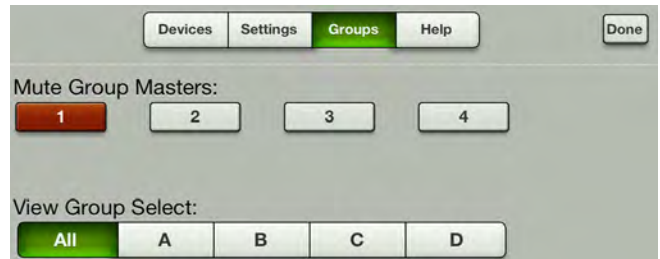 Devices Settings Groups Help Done
Mute Group Masters:
1 2 3 4
View Group Select:
All A B C D